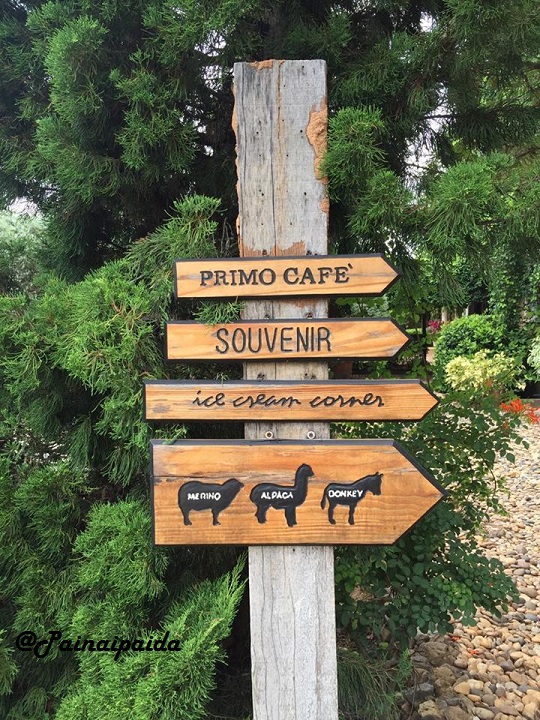 PRIMO CAFE`
SOUVENIR
ice cream corner
MERINO ALPACA DONKEY
@Painaipaida